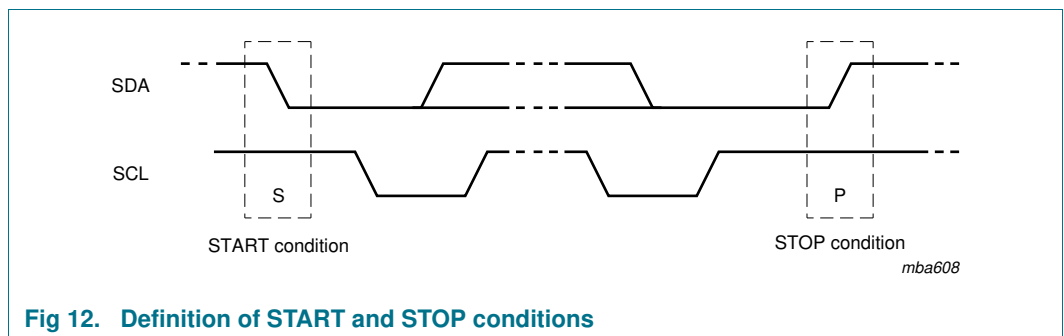 SDA
SCL
S
P
START condition
STOP condition
mba608
Fig 12. Definition of START and STOP conditions